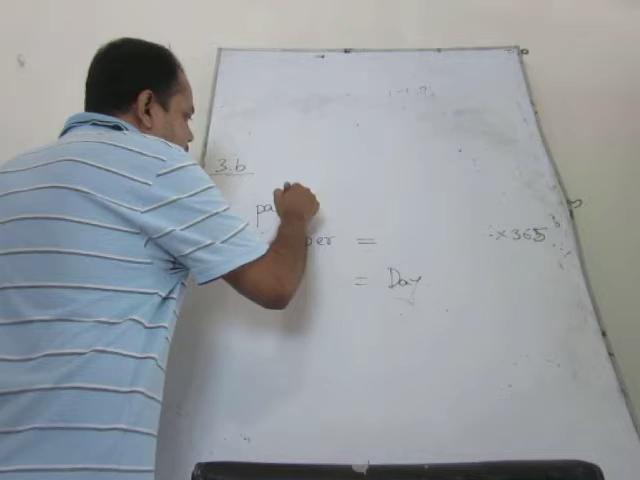 3.b
pa
per =
×365
= Day